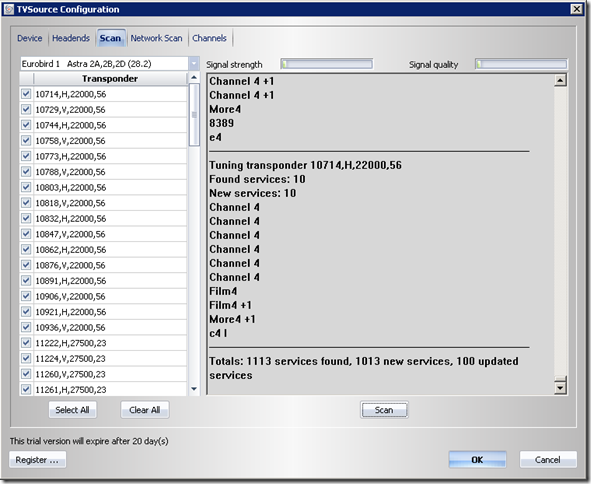 TVSource Configuration
Device
Headends
Scan
Network Scan
Channels
Eurobird 1 Astra 2A,2B,2D (28.2)
Signal strength
Signal quality
Transponder
10714,H,22000,56
10729,V,22000,56
10744,H,22000,56
10758,V,22000,56
10773,H,22000,56
10788,V,22000,56
10803,H,22000,56
10818,V,22000,56
10832,H,22000,56
10847,V,22000,56
10862,H,22000,56
10876,V,22000,56
10891,H,22000,56
10906,V,22000,56
10921,H,22000,56
10936,V,22000,56
11222,H,27500,23
11224,V,27500,23
11260,V,27500,23
11261,H,27500,23
Channel 4 +1
Channel 4 +1
More4
8389
e4
Tuning transponder 10714,H,22000,56
Found services: 10
New services: 10
Channel 4
Channel 4
Channel 4
Channel 4
Channel 4
Channel 4
Film4
Film4 +1
More4 +1
c4 I
Totals: 1113 services found, 1013 new services, 100 updated
services
Select All
Clear All
Scan
This trial version will expire after 20 day(s)
Register ...
OK
Cancel